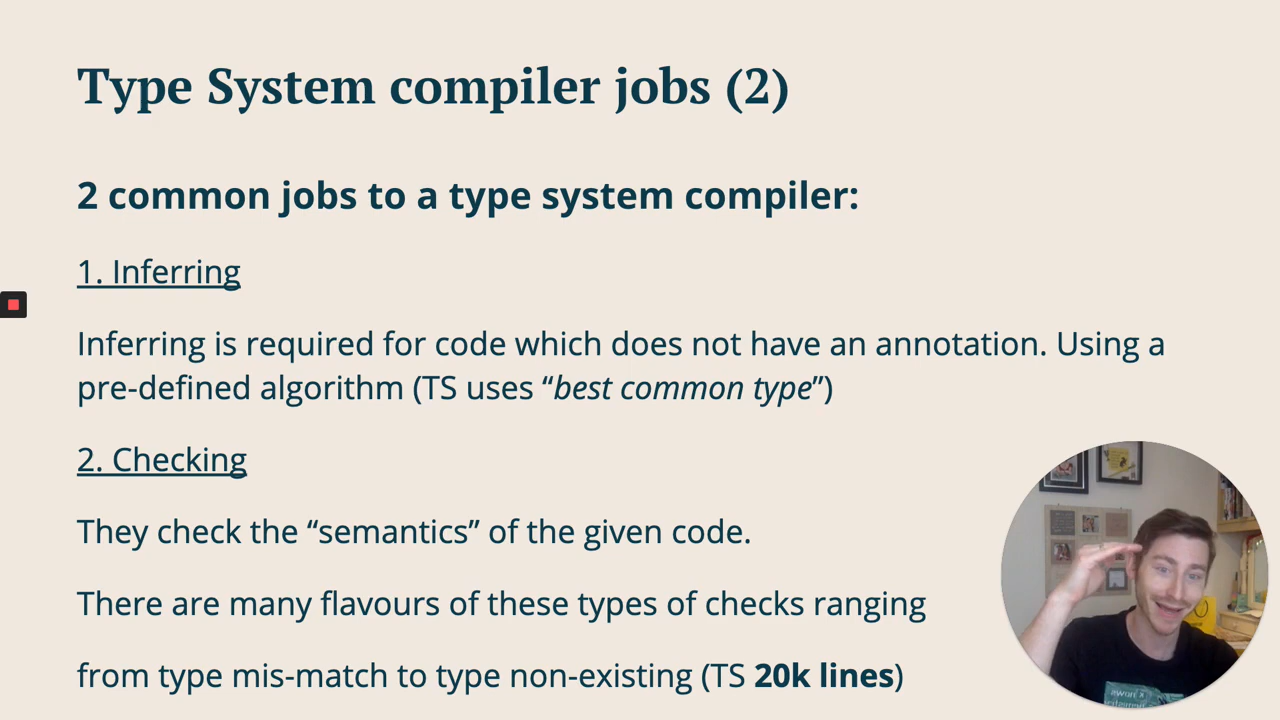 Type System compiler jobs (2)
2 common jobs to a type system compiler:
1. Inferring
Inferring is required for code which does not have an annotation. Using a
pre-defined algorithm (TS uses “best common type”)
2. Checking
They check the “semantics” of the given code.
There are many flavours of these types of checks ranging
from type mis-match to type non-existing (TS 20k lines)